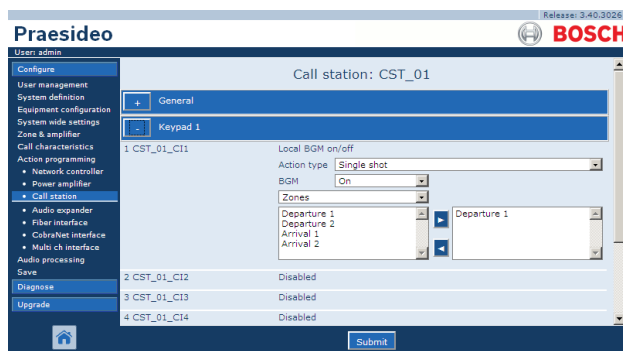 Release: 3.40.3026
Praesideo
BOSCH
User: admin
Configure
User management
System definition
Equipment configuration
System wide settings
Zone & amplifier
Call characteristics
Action programming
• Network controller
• Power amplifier
• Call station
• Audio expander
• Fiber interface
• CobraNet interface
• Multi ch interface
Audio processing
Save
Diagnose
Upgrade
Call station: CST_01
+ General
- Keypad 1
1 CST_01_CI1 Local BGM on/off
Action type Single shot
BGM On
Zones
Departure 1
Departure 2
Arrival 1
Arrival 2
Departure 1
2 CST_01_CI2 Disabled
3 CST_01_CI3 Disabled
4 CST_01_CI4 Disabled
Submit